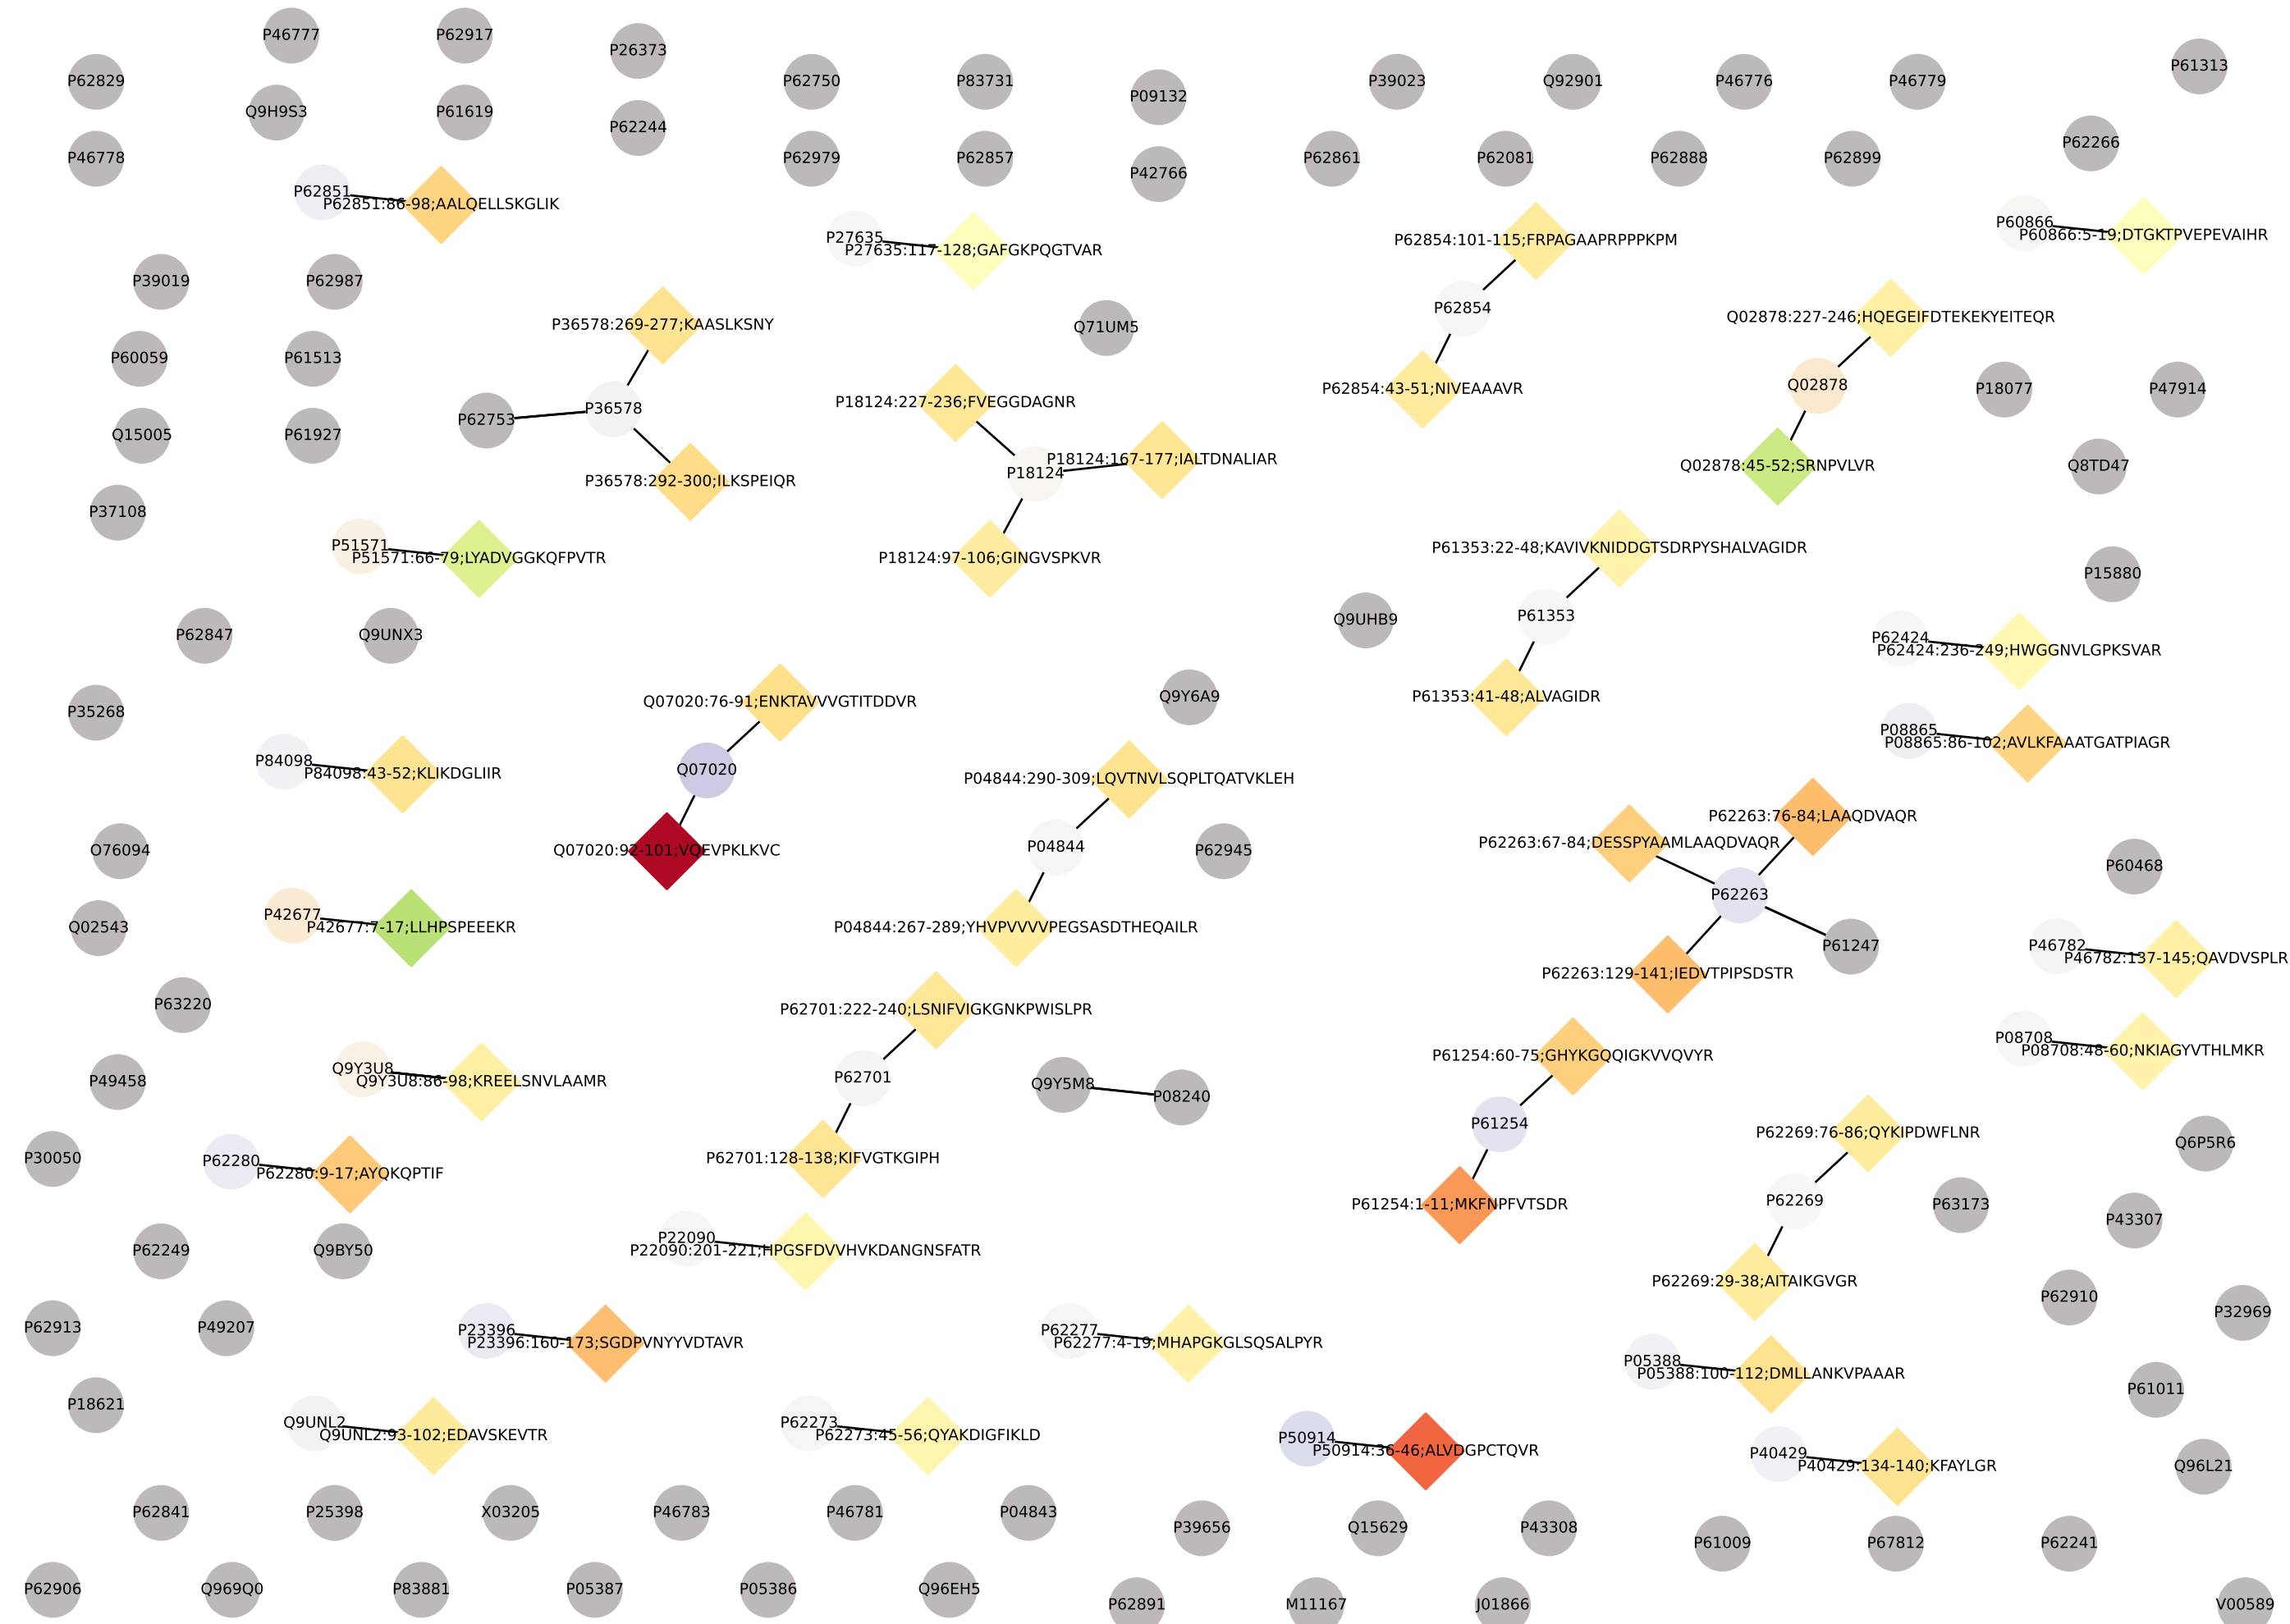 P46777
P62917
P26373
P62829
P62750
P83731
P09132
P39023
Q92901
P46776
P46779
P61313
Q9H9S3
P61619
P62244
P46778
P62979
P62857
P42766
P62861
P62081
P62888
P62899
P62266
P62851
P62851:86-98;AALQELLSKGLIK
P27635
P27635:117-128;GAFGKPQGTVAR
P62854:101-115;FRPAGAAPRPPPKPM
P60866
P60866:5-19;DTGKTPVEPEVAIHR
P39019
P62987
P36578:269-277;KAASLKSNY
Q71UM5
P62854
Q02878:227-246;HQEGEIFDTEKEKYEITEQR
P60059
P61513
P62854:43-51;NIVEAAAVR
Q02878
P18077
P47914
P62753
P36578
P18124:227-236;FVEGGDAGNR
Q15005
P61927
P36578:292-300;ILKSPEIQR
P18124
P18124:167-177;IALTDNALIAR
Q02878:45-52;SRNPVLVR
Q8TD47
P37108
P51571
P51571:66-79;LYADVGGKQFPVTR
P18124:97-106;GINGVSPKVR
P61353:22-48;KAVIVKNIDDGTSDRPYSHALVAGIDR
P15880
P62847
Q9UNX3
Q9UHB9
P61353
P62424
P62424:236-249;HWGGNVLGPKSVAR
P35268
Q07020:76-91;ENKTAVVVGTITDDVR
Q9Y6A9
P61353:41-48;ALVAGIDR
P08865
P08865:86-102;AVLKFAAATGATPIAGR
P84098
P84098:43-52;KLIKDGLIIR
Q07020
P04844:290-309;LQVTNVLSQPLTQATVKLEH
P62263:76-84;LAAQDVAQR
O76094
Q07020:92-101;VQEVPKLKVC
P04844
P62945
P62263:67-84;DESSPYAAMLAAQDVAQR
P60468
P62263
Q02543
P42677
P42677:7-17;LLHPSPEEEKR
P04844:267-289;YHVPVVVVPEGSASDTHEQAILR
P61247
P46782
P46782:137-145;QAVDVSPLR
P62263:129-141;IEDVTPIPSDSTR
P63220
P62701:222-240;LSNIFVIGKGNKPWISLPR
P61254:60-75;GHYKGQQIGKVVQVYR
P08708
P08708:48-60;NKIAGYVTHLMKR
P49458
Q9Y3U8
Q9Y3U8:86-98;KREELSNVLAAMR
P62701
Q9Y5M8
P08240
P61254
P62269:76-86;QYKIPDWFLNR
Q6P5R6
P30050
P62280
P62280:9-17;AYQKQPTIF
P62701:128-138;KIFVGTKGIPH
P61254:1-11;MKFNPFVTSDR
P62269
P63173
P43307
P62249
Q9BY50
P22090
P22090:201-221;HPGSFDVVHVKDANGNSFATR
P62269:29-38;AITAIKGVGR
P62910
P32969
P62913
P49207
P23396
P23396:160-173;SGDPVNYYVDTAVR
P62277
P62277:4-19;MHAPGKGLSQSALPYR
P05388
P05388:100-112;DMLLANKVPAAAR
P61011
P18621
Q9UNL2
Q9UNL2:93-102;EDAVSKEVTR
P62273
P62273:45-56;QYAKDIGFIKLD
P50914
P50914:36-46;ALVDGPCTQVR
P40429
P40429:134-140;KFAYLGR
Q96L21
P62841
P25398
X03205
P46783
P46781
P04843
P39656
Q15629
P43308
P61009
P67812
P62241
P62906
Q969Q0
P83881
P05387
P05386
Q96EH5
P62891
M11167
J01866
V00589